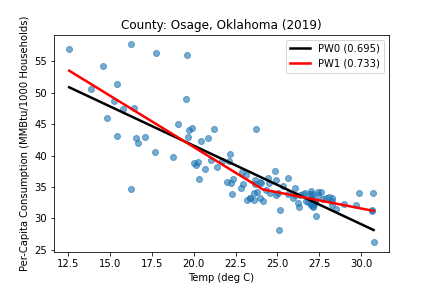 County: Osage, Oklahoma (2019)
PW0 (0.695)
PW1 (0.733)
Per-Capita Consumption (MMBtu/1000 Households)
55
50
45
40
35
30
25
12.5 15.0 17.5 20.0 22.5 25.0 27.5 30.0
Temp (deg C)